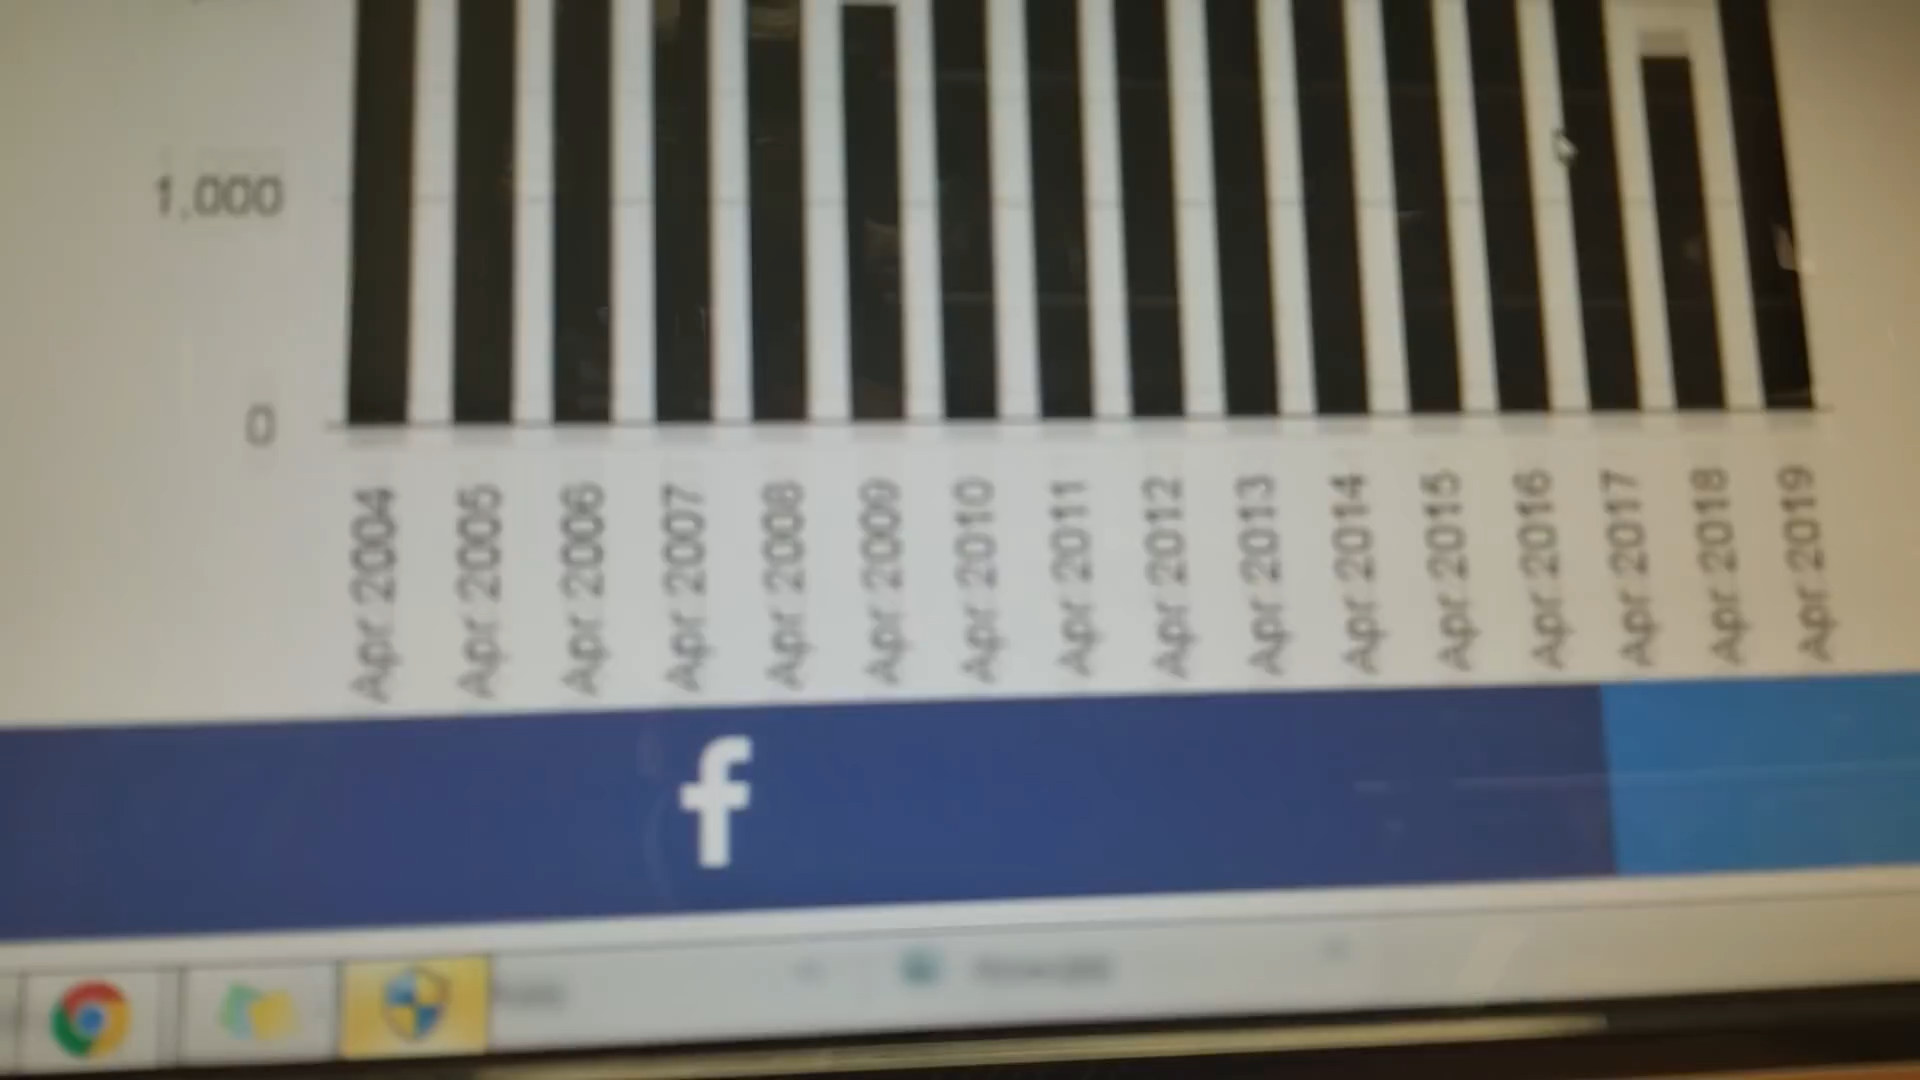 1,000
0
Apr 2004
Apr 2005
Apr 2006
Apr 2007
Apr 2008
Apr 2009
Apr 2010
Apr 2011
Apr 2012
Apr 2013
Apr 2014
Apr 2015
Apr 2016
Apr 2017
Apr 2018
Apr 2019
f